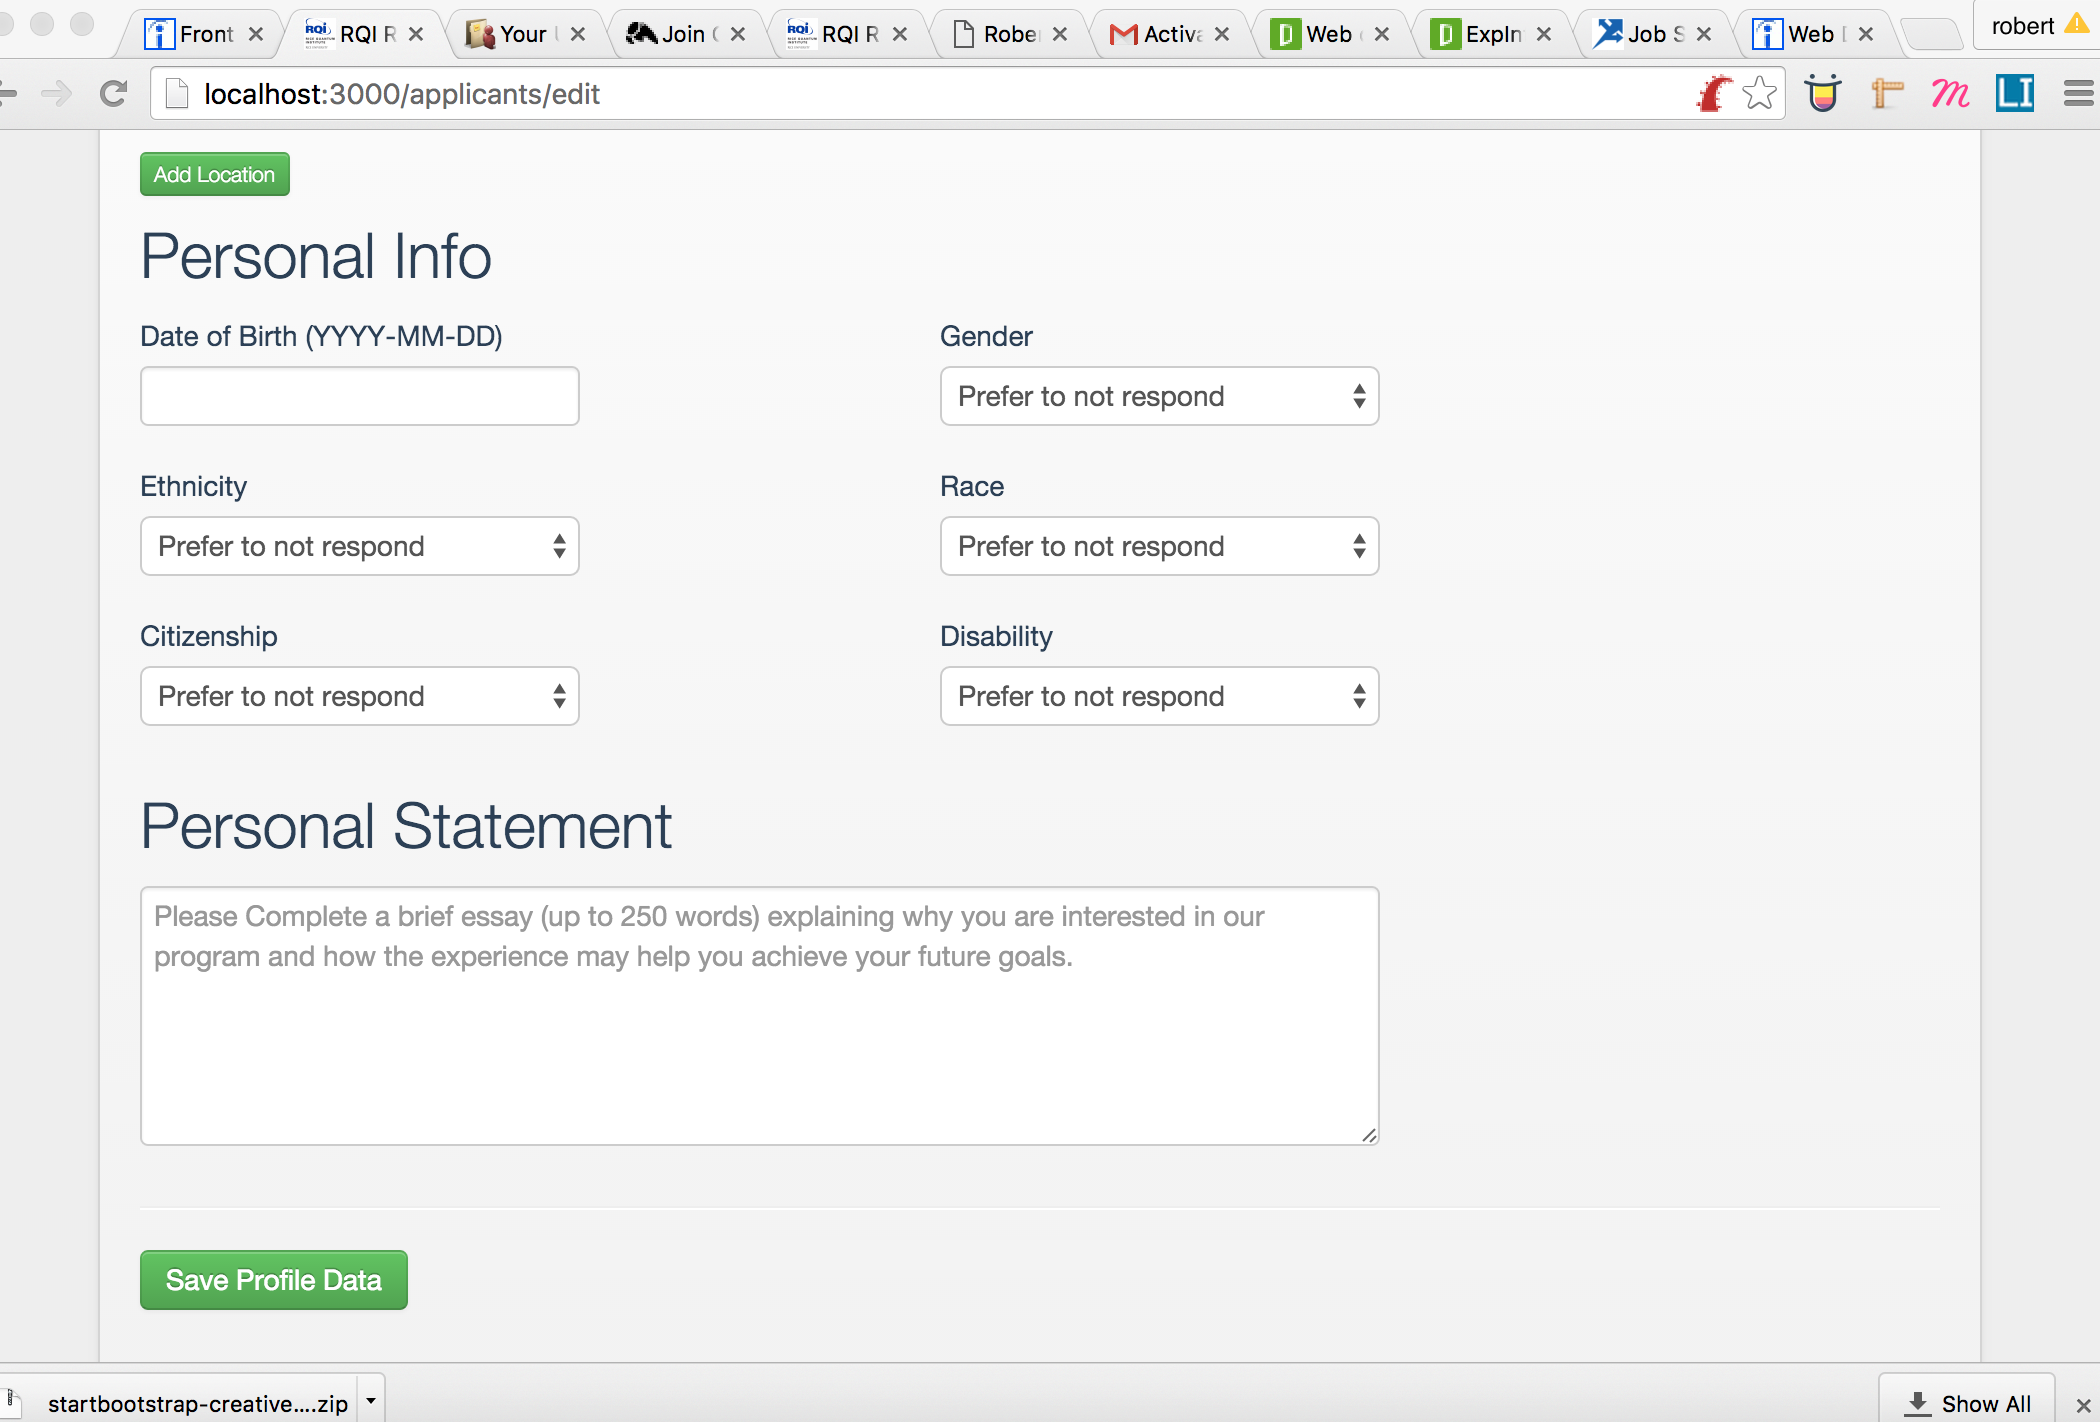 Front
RQI R
Your
Join
RQI R
Robe
Activa
Web
ExpIn
Job S
Web
robert
localhost:3000/applicants/edit
Add Location
Personal Info
Date of Birth (YYYY-MM-DD)
Gender
Prefer to not respond
Ethnicity
Race
Prefer to not respond
Prefer to not respond
Citizenship
Disability
Prefer to not respond
Prefer to not respond
Personal Statement
Please Complete a brief essay (up to 250 words) explaining why you are interested in our
program and how the experience may help you achieve your future goals.
Save Profile Data
startbootstrap-creative....zip
Show All